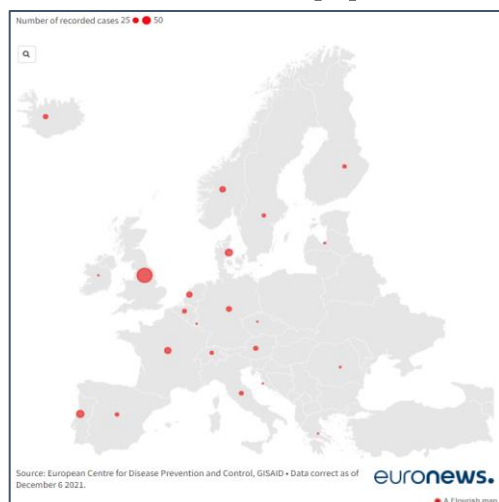 Number of recorded cases 25 50
Source: European Centre for Disease Prevention and Control, GISAID • Data correct as of
December 6 2021.
euronews.
A Flourish map